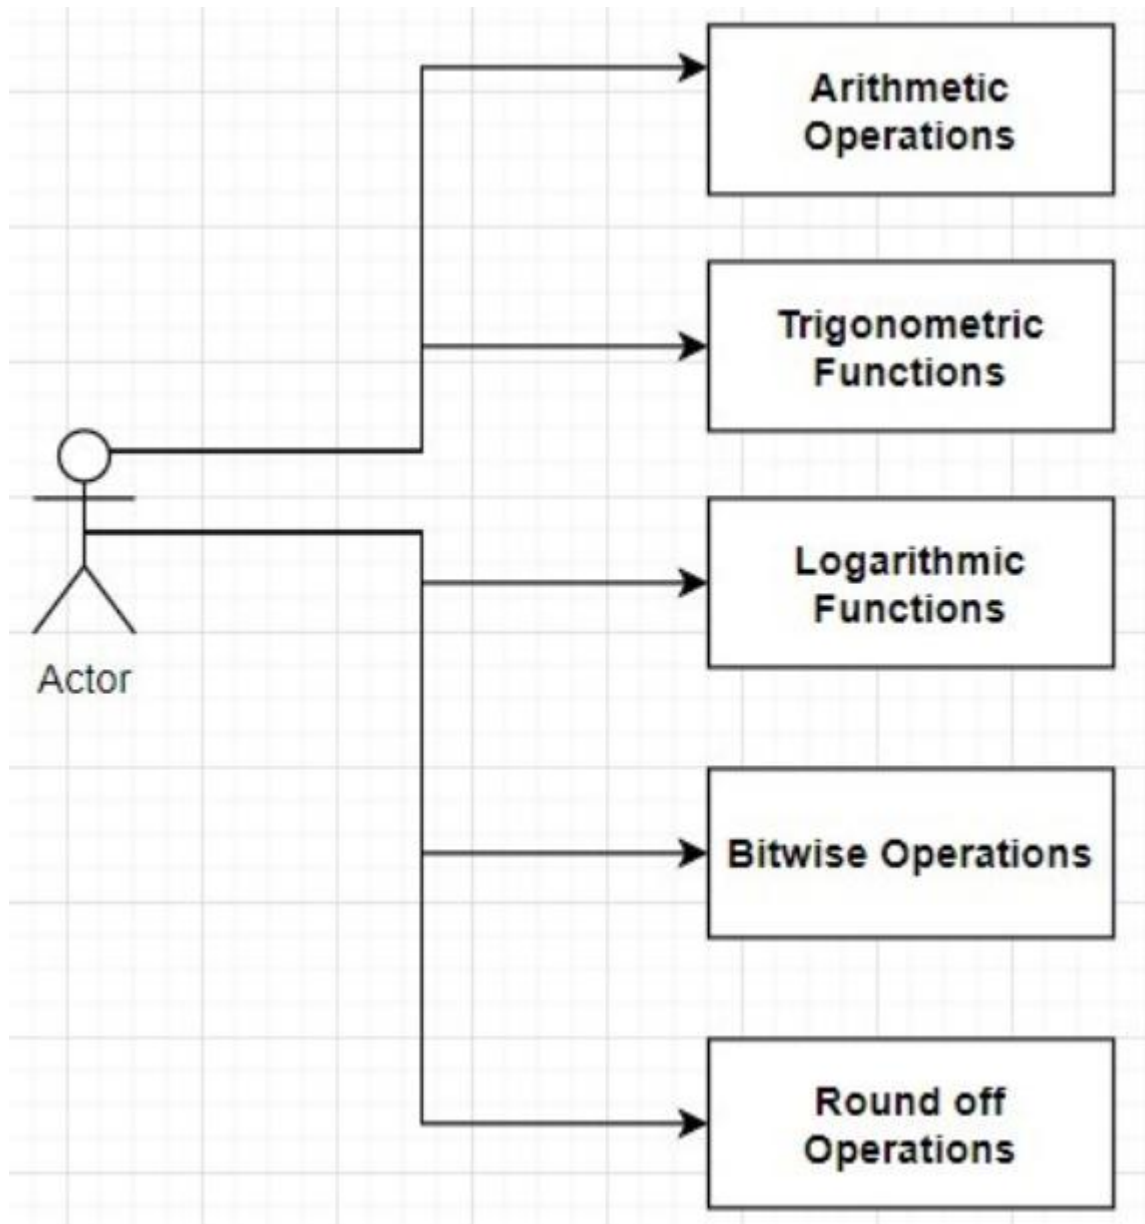 Arithmetic
Operations
Trigonometric
Functions
Logarithmic
Functions
Actor
Bitwise Operations
Round off
Operations